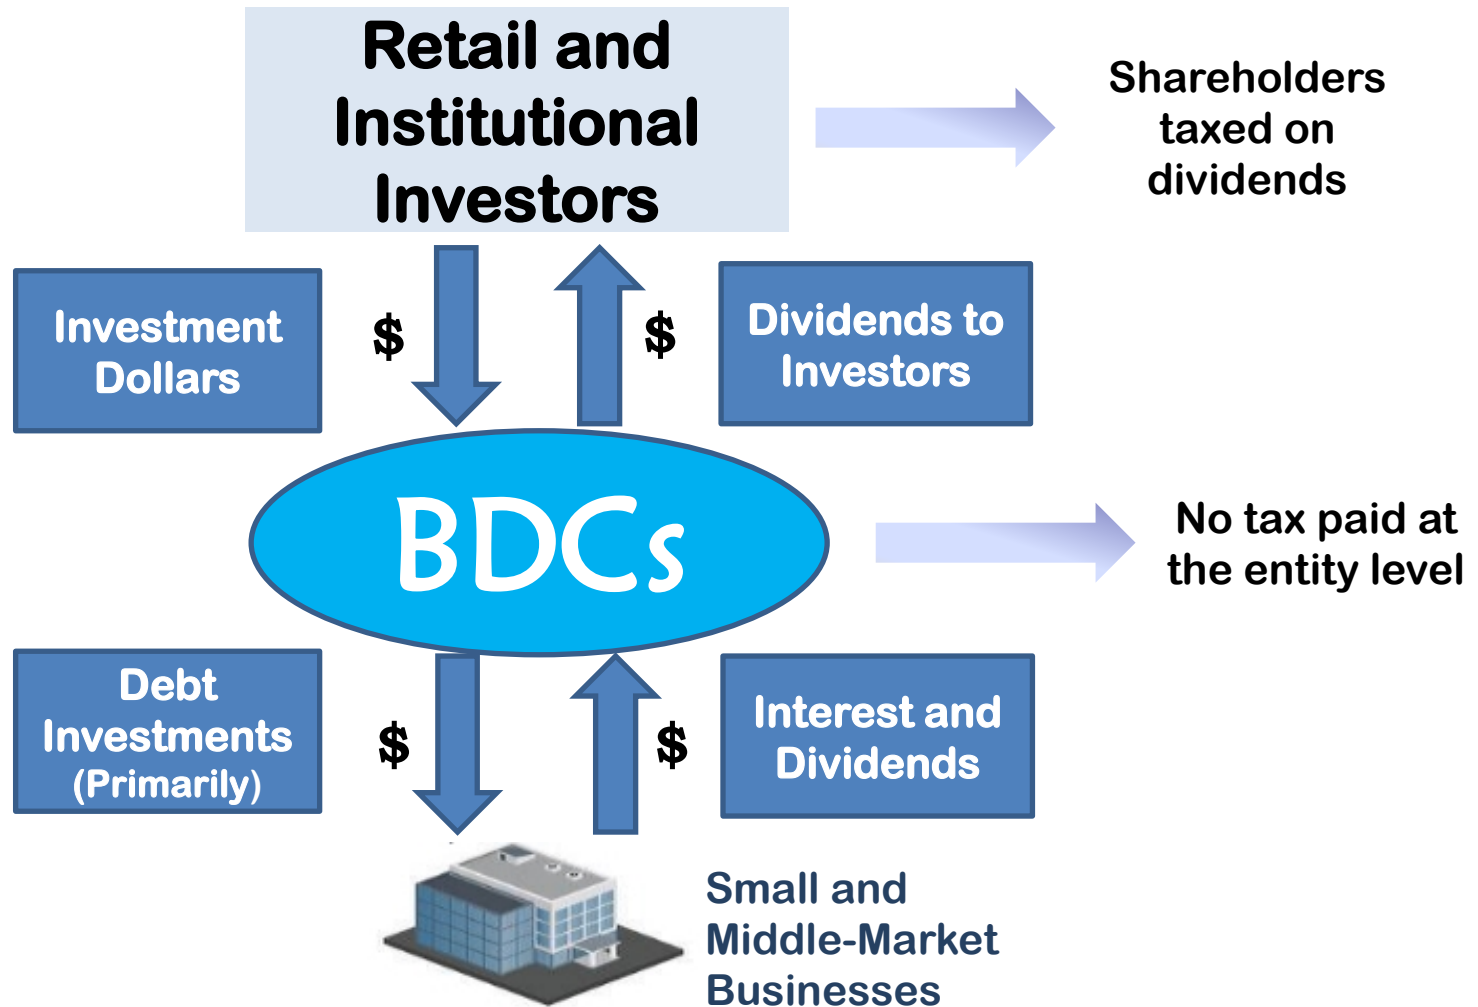 Retail and
Institutional
Investors
Shareholders
taxed on
dividends
Investment
Dollars
$
$
Dividends to
Investors
BDCs
No tax paid at
the entity level
Debt
Investments
(Primarily)
$
$
Interest and
Dividends
Small and
Middle-Market
Businesses